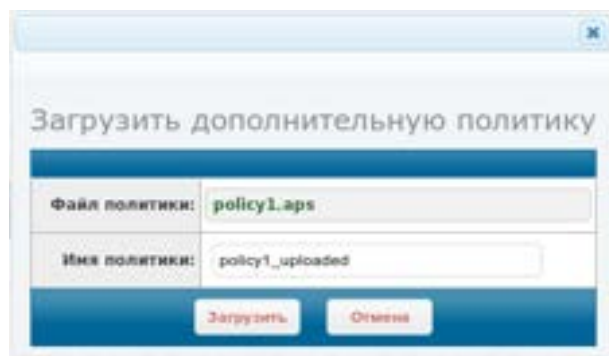 Загрузить дополнительную политику
Файл политики: policy1.aps
Имя политики: policy1_uploaded
Загрузить Отмена